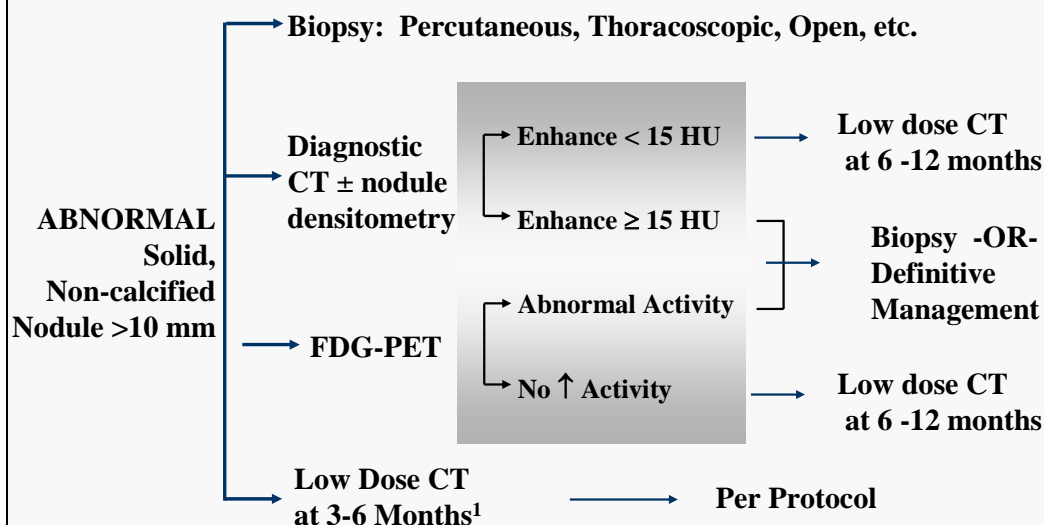 Biopsy: Percutaneous, Thoracoscopic, Open, etc.
ABNORMAL
Solid,
Non-calcified
Nodule >10 mm
Diagnostic
CT ± nodule
densitometry
Enhance < 15 HU
Low dose CT
at 6 -12 months
Enhance ≥ 15 HU
Biopsy -OR-
Definitive
Management
FDG-PET
Abnormal Activity
No ↑ Activity
Low dose CT
at 6 -12 months
Low Dose CT
at 3-6 Months¹
Per Protocol